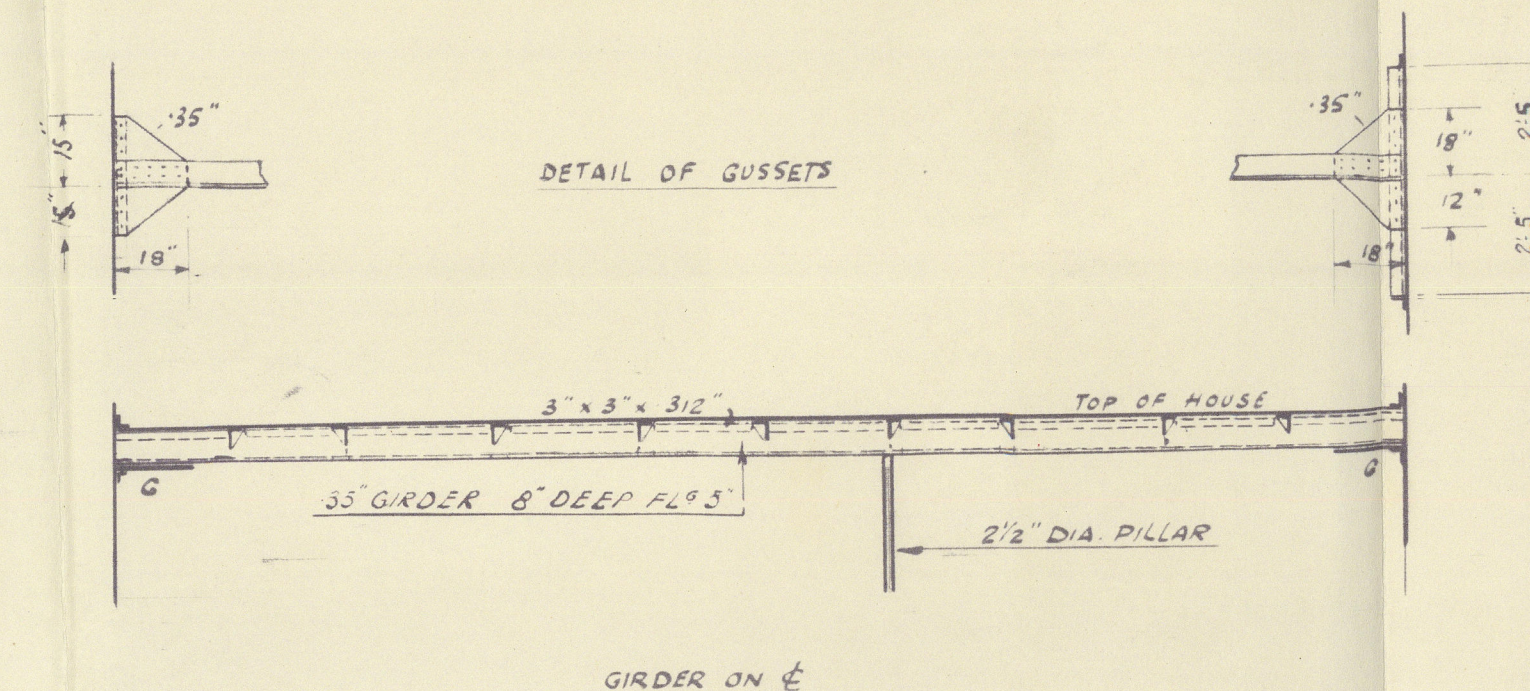 .35"
15"
15"
18"
DETAIL OF GUSSETS
.35"
18"
12"
18"
2'.5
2'.5"
3" x 3" x .312"
TOP OF HOUSE
G
G
.35" GIRDER 8" DEEP FLG 5"
2½" DIA. PILLAR
GIRDER ON ℄